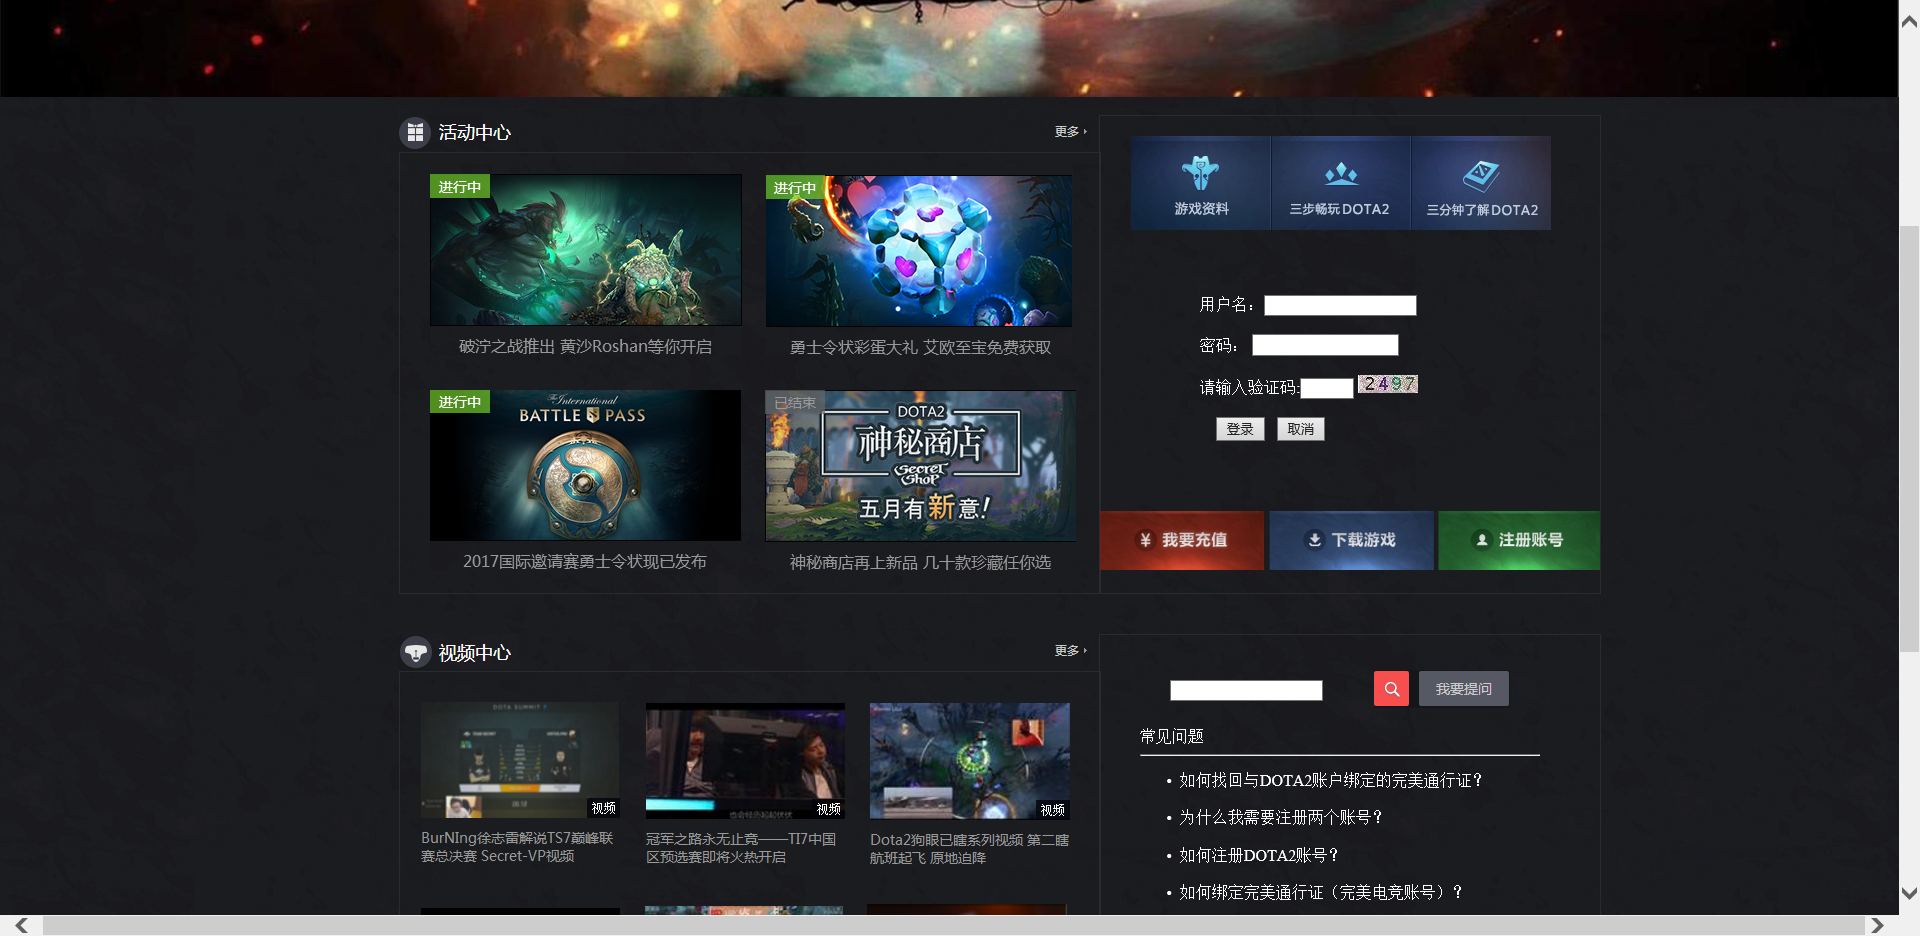 活动中心
更多
进行中
进行中
破泞之战推出 黄沙Roshan等你开启
勇士令状彩蛋大礼 艾欧至宝免费获取
进行中
The International
BATTLE PASS
已结束
DOTA2
神秘商店
Secret Shop
五月有新意!
2017国际邀请赛勇士令状现已发布
神秘商店再上新品 几十款珍藏任你选
游戏资料
三步畅玩DOTA2
三分钟了解DOTA2
用户名：
密码：
请输入验证码:
2497
登录
取消
我要充值
下载游戏
注册账号
视频中心
更多
DOTA SUMMIT 7
视频
视频
视频
BurNIng徐志雷解说TS7巅峰联
赛总决赛 Secret-VP视频
冠军之路永无止竟——TI7中国
区预选赛即将火热开启
Dota2狗眼已瞎系列视频 第二瞎
航班起飞 原地迫降
我要提问
常见问题
• 如何找回与DOTA2账户绑定的完美通行证？
• 为什么我需要注册两个账号？
• 如何注册DOTA2账号？
• 如何绑定完美通行证（完美电竞账号）？